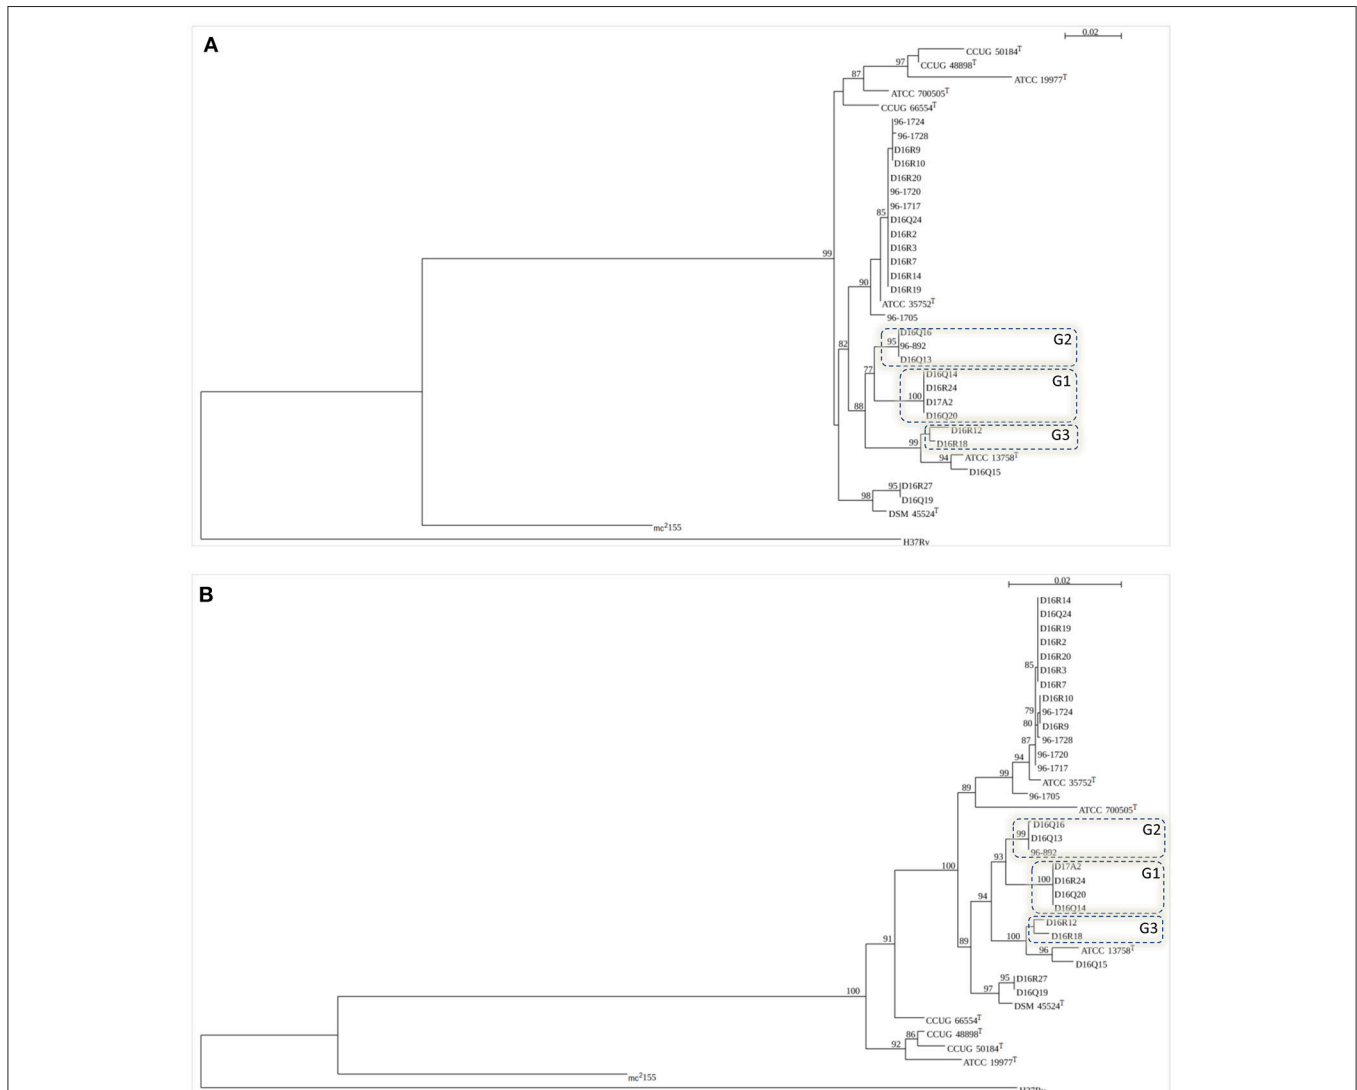 A
0.02
CCUG 50184T
97
CCUG 48898T
87
ATCC 19977T
ATCC 700505T
CCUG 66554T
96-1724
96-1728
D16R9
D16R10
D16R20
96-1720
96-1717
85
D16Q24
D16R2
D16R3
99
D16R7
D16R14
90
D16R19
ATCC 35752T
96-1705
D16Q16
G2
82
95
96-892
D16Q13
77
D16Q14
G1
D16R24
100
D17A2
88
D16Q20
D16R12
G3
99
D16R18
94
ATCC 13758T
D16Q15
95
D16R27
98
D16Q19
DSM 45524T
mc2155
H37Rv
B
0.02
D16R14
D16Q24
D16R19
D16R2
D16R20
85
D16R3
D16R7
D16R10
79
96-1724
80
D16R9
87
96-1728
96-1720
94
96-1717
99
ATCC 35752T
89
96-1705
ATCC 700505T
D16Q16
G2
99
D16Q13
96-892
93
100
D17A2
G1
100
D16R24
94
D16Q20
D16Q14
D16R12
G3
91
89
100
D16R18
96
ATCC 13758T
D16Q15
95
D16R27
100
97
D16Q19
DSM 45524T
CCUG 66554T
86
CCUG 48898T
92
CCUG 50184T
ATCC 19977T
mc2155